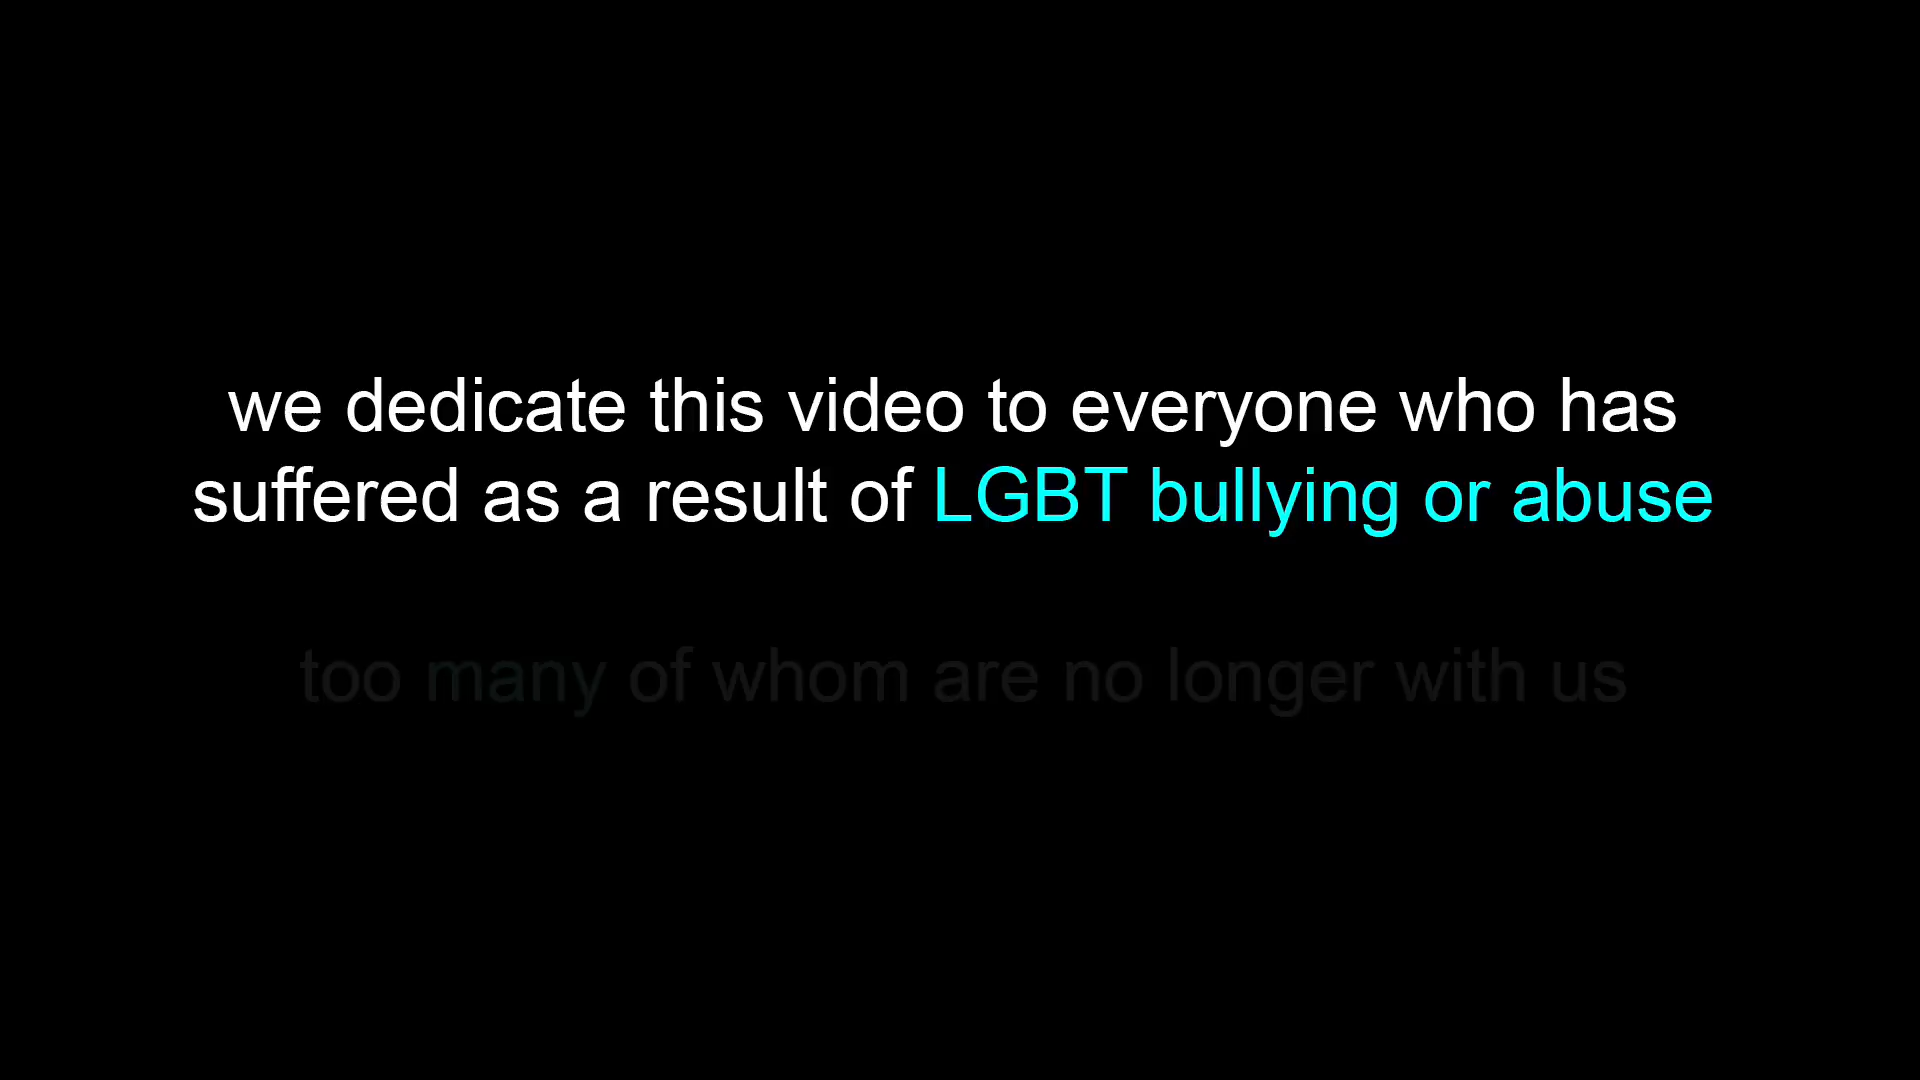 we dedicate this video to everyone who has
suffered as a result of LGBT bullying or abuse
too many of whom are no longer with us